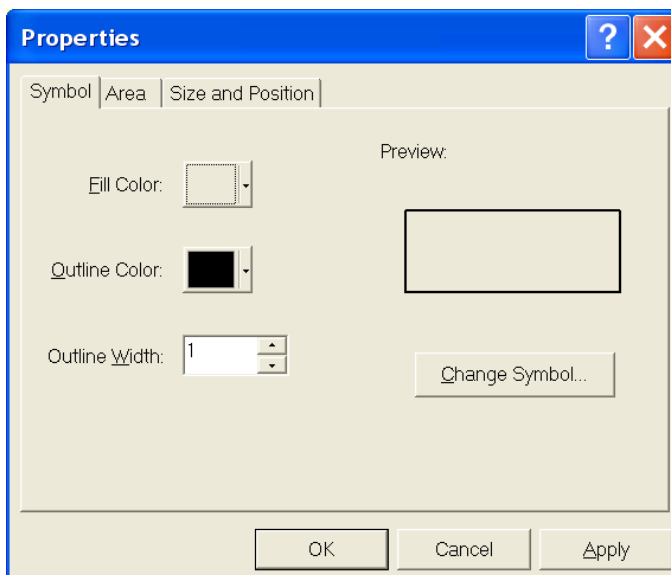 Properties
Symbol Area Size and Position
Preview:
Fill Color:
Outline Color:
Outline Width: 1
Change Symbol...
OK Cancel Apply